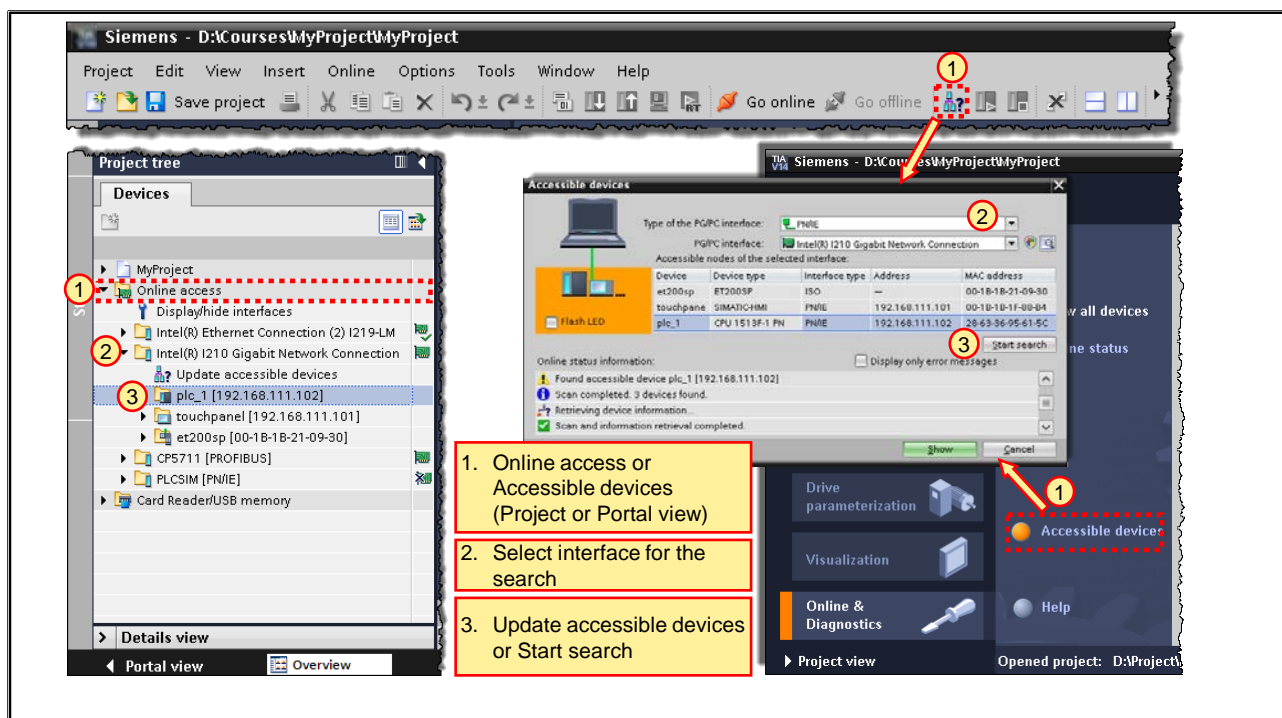 Siemens - D:\Courses\MyProject\MyProject
Project Edit View Insert Online Options Tools Window Help
Save project Go online Go offline
1
Project tree
Devices
MyProject
1
Online access
Display/hide interfaces
Intel(R) Ethernet Connection (2) I219-LM
2
Intel(R) I210 Gigabit Network Connection
Update accessible devices
3
plc_1 [192.168.111.102]
touchpanel [192.168.111.101]
et200sp [00-1B-1B-21-09-30]
CP5711 [PROFIBUS]
PLCSIM [PN/IE]
Card Reader/USB memory
Details view
Portal view Overview
TIA V14 Siemens - D:\Courses\MyProject\MyProject
Accessible devices
Type of the PG/PC interface: PN/IE
2
PG/PC interface: Intel(R) I210 Gigabit Network Connection
Accessible nodes of the selected interface:
Device Device type Interface type Address MAC address
et200sp ET200SP ISO — 00-1B-1B-21-09-30
touchpane SIMATIC-HMI PN/IE 192.168.111.101 00-1B-1B-1F-88-B4
plc_1 CPU 1513F-1 PN PN/IE 192.168.111.102 28-63-36-95-61-5C
Flash LED
3
Start search
Online status information:
Display only error messages
Found accessible device plc_1 [192.168.111.102]
Scan completed. 3 devices found.
Retrieving device information...
Scan and information retrieval completed.
Show Cancel
w all devices
ne status
1
Drive
parameterization
Accessible devices
Visualization
Online &
Diagnostics
Help
Project view
Opened project: D:\Project\
1. Online access or
Accessible devices
(Project or Portal view)
2. Select interface for the
search
3. Update accessible devices
or Start search